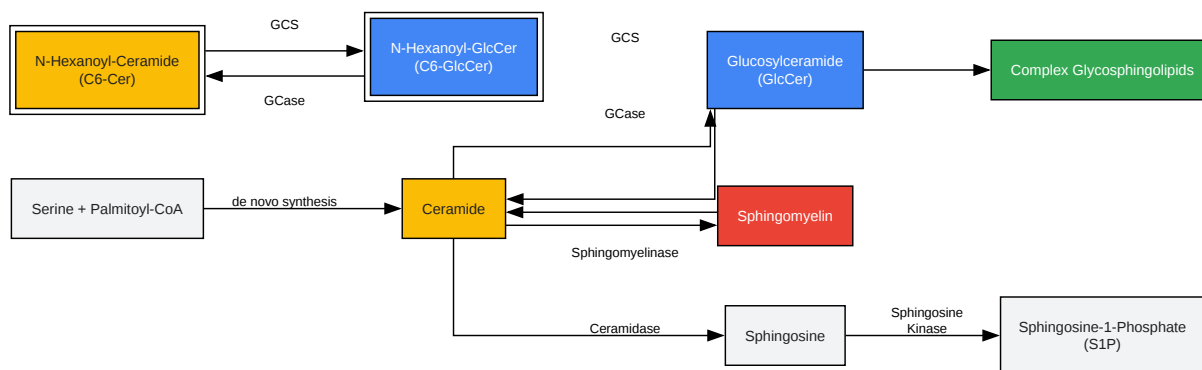 GCS
N-Hexanoyl-Ceramide
(C6-Cer)
N-Hexanoyl-GlcCer
(C6-GlcCer)
GCase
GCS
Glucosylceramide
(GlcCer)
Complex Glycosphingolipids
GCase
Serine + Palmitoyl-CoA
de novo synthesis
Ceramide
Sphingomyelin
Sphingomyelinase
Ceramidase
Sphingosine
Sphingosine
Kinase
Sphingosine-1-Phosphate
(S1P)